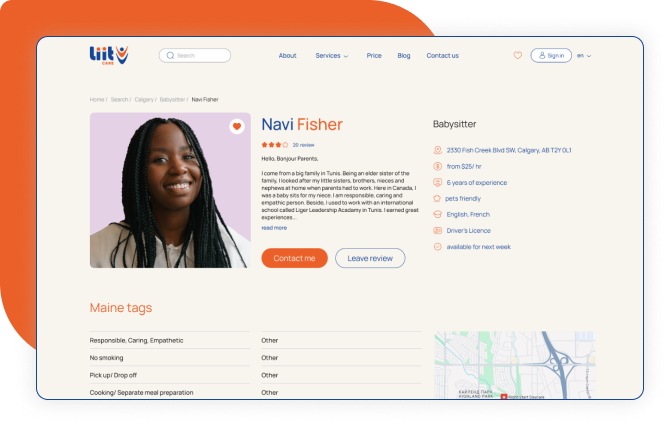 Liit
CARE
Search
About
Services
Price
Blog
Contact us
Sign in
en
Home / Search / Calgary / Babysitter / Navi Fisher
Navi Fisher
20 review
Hello, Bonjour Parents,
I come from a big family in Tunis. Being an elder sister of the
family, I looked after my little sisters, brothers, nieces and
nephews at home when parents had to work. Here in Canada, I
was a baby sits for my niece. I am responsible, caring and
empathic person. Beside, I used to work with an international
school called Liger Leadership Acadamy in Tunis. I earned great
experiences...
read more
Contact me
Leave review
Babysitter
2330 Fish Creek Blvd SW, Calgary, AB T2Y 0L1
from $25/ hr
6 years of experience
pets friendly
English, French
Driver's Licence
available for next week
Maine tags
Responsible, Caring, Empathetic
Other
No smoking
Other
Pick up/ Drop off
Other
Cooking/ Separate meal preparation
Other
ХАЙЛЕНД ПАРК
HIGHLAND PARK